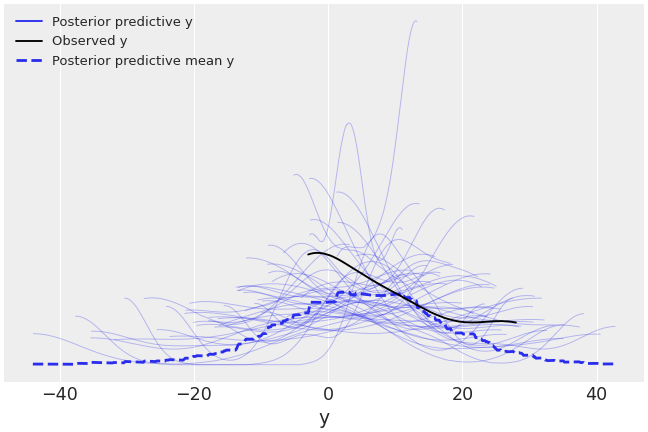 Posterior predictive y
Observed y
Posterior predictive mean y
−40 −20 0 20 40
y